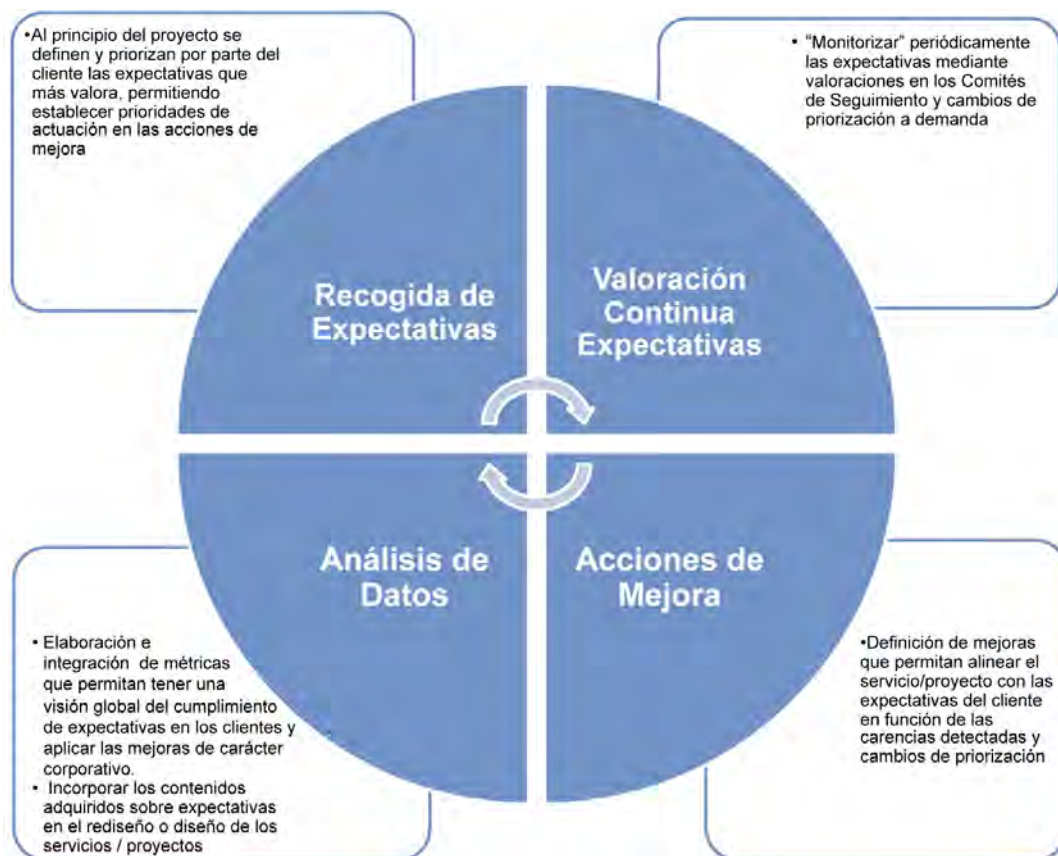 •Al principio del proyecto se
definen y priorizan por parte del
cliente las expectativas que
más valora, permitiendo
establecer prioridades de
actuación en las acciones de
mejora
• “Monitorizar” periódicamente
las expectativas mediante
valoraciones en los Comités
de Seguimiento y cambios de
priorización a demanda
Recogida de
Expectativas
Valoración
Continua
Expectativas
Análisis de
Datos
Acciones de
Mejora
• Elaboración e
integración de métricas
que permitan tener una
visión global del cumplimiento
de expectativas en los clientes y
aplicar las mejoras de carácter
corporativo.
• Incorporar los contenidos
adquiridos sobre expectativas
en el rediseño o diseño de los
servicios / proyectos
•Definición de mejoras
que permitan alinear el
servicio/proyecto con las
expectativas del cliente
en función de las
carencias detectadas y
cambios de priorización